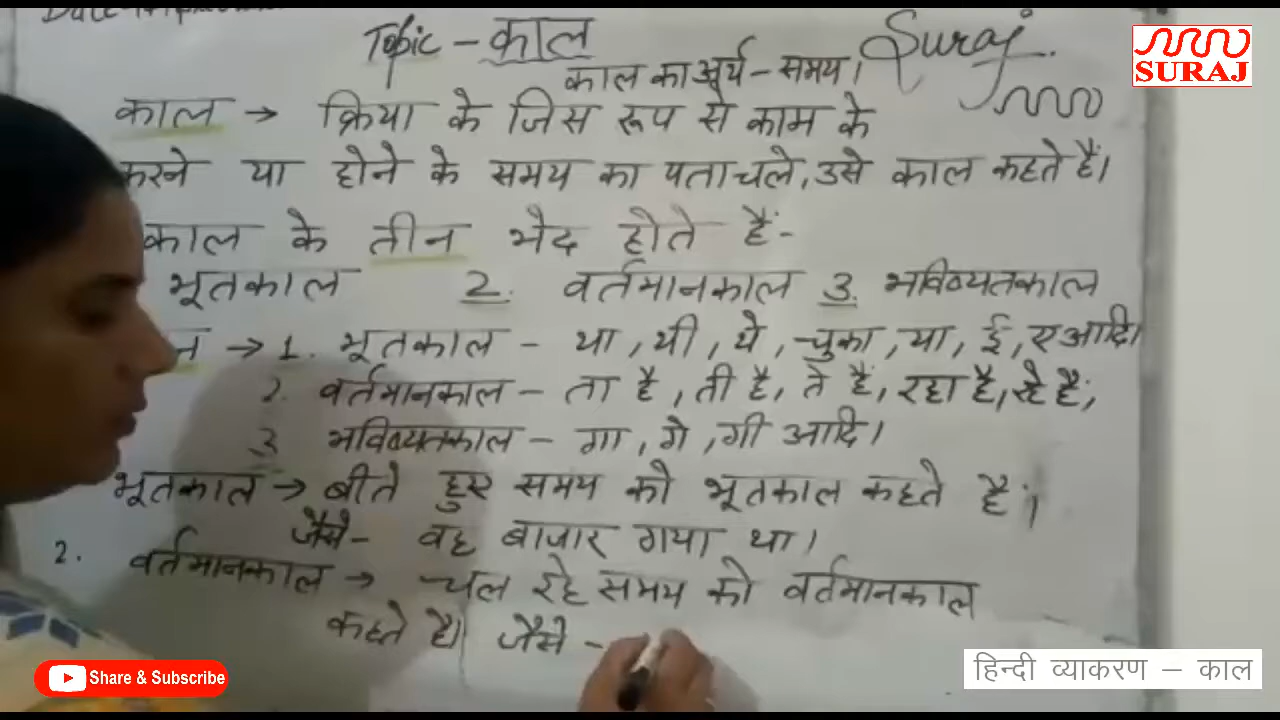 Topic - काल
Suraj
SURAJ
काल का अर्थ - समय।
काल → क्रिया के जिस रूप से काम के
करने या होने के समय का पता चले, उसे काल कहते हैं।
काल के तीन भेद होते हैं-
भूतकाल 2. वर्तमानकाल 3. भविष्यतकाल
न → 1. भूतकाल - था, थी, थे, चुका, या, ई, ए आदि।
2. वर्तमानकाल - ता है, ती है, ते हैं, रहा है, रहे हैं,
3 भविष्यतकाल - गा, गे, गी आदि।
भूतकाल → बीते हुए समय को भूतकाल कहते हैं।
जैसे- वह बाजार गया था।
2. वर्तमानकाल → चल रहे समय को वर्तमानकाल
कहते है। जैसे -
Share & Subscribe
हिन्दी व्याकरण – काल